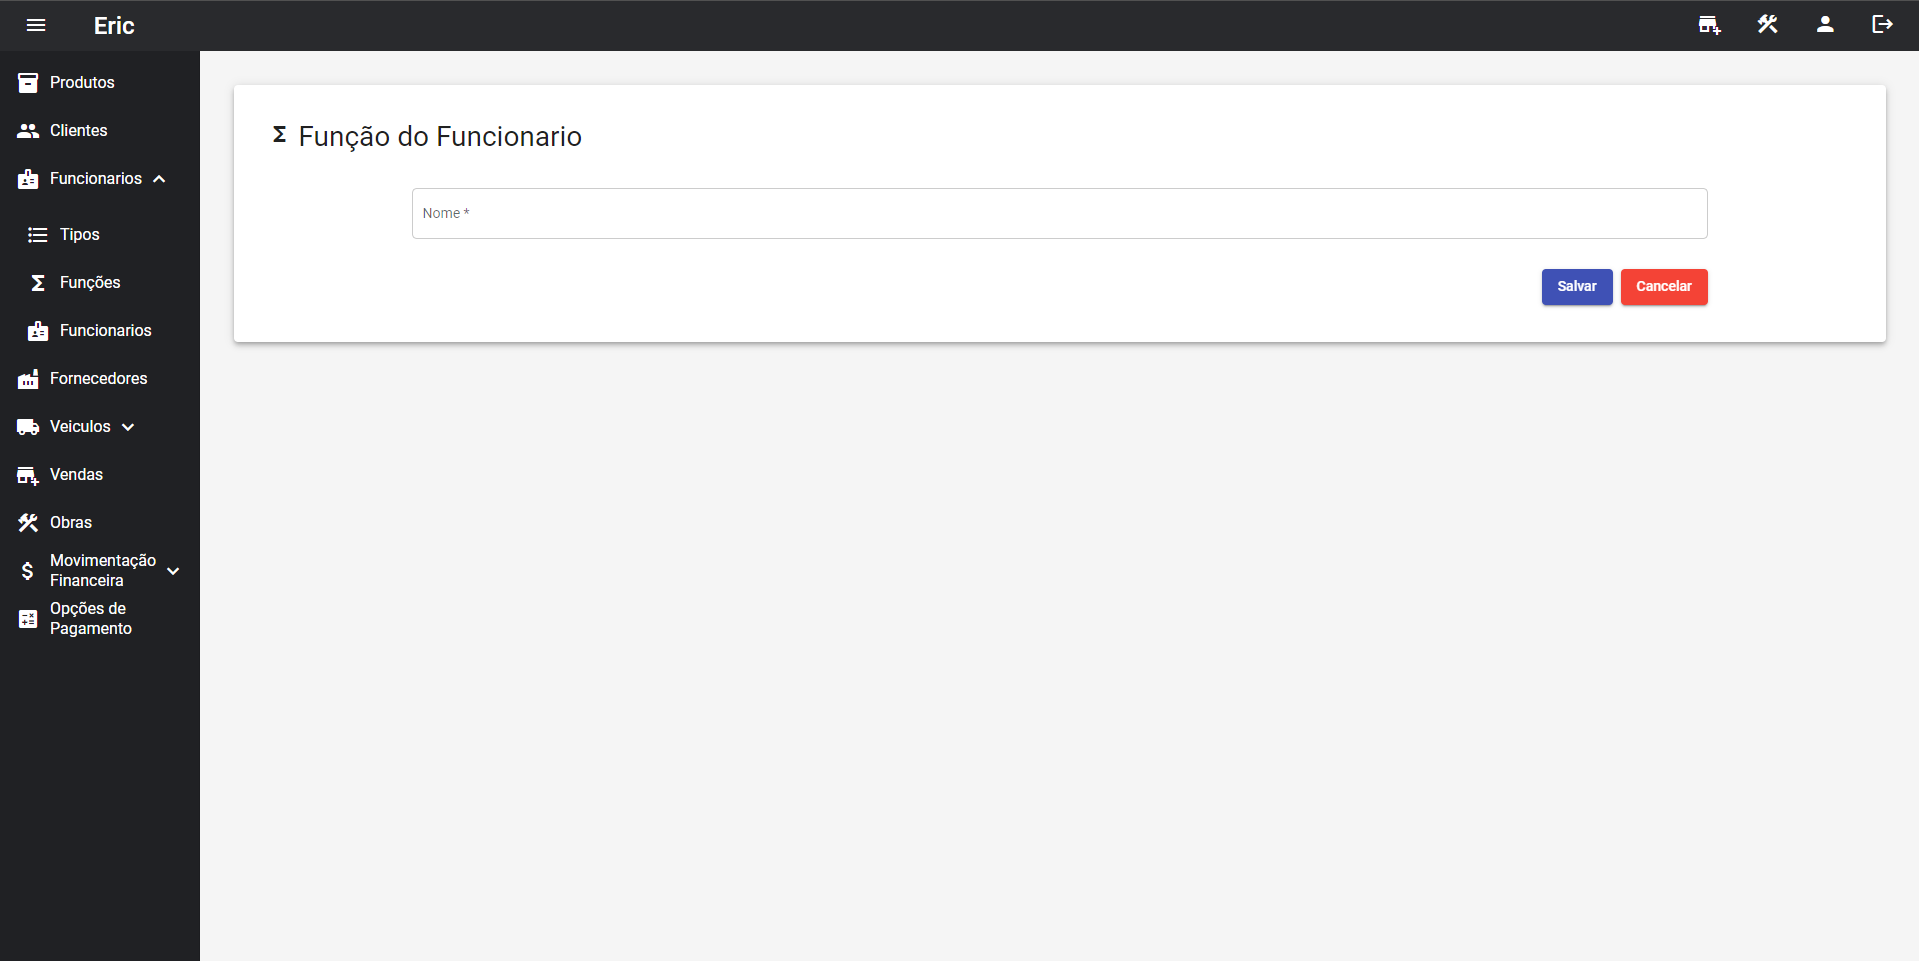 Eric
Produtos
Clientes
Funcionarios
Tipos
Funções
Funcionarios
Fornecedores
Veiculos
Vendas
Obras
Movimentação
Financeira
Opções de
Pagamento
Σ Função do Funcionario
Nome *
Salvar Cancelar